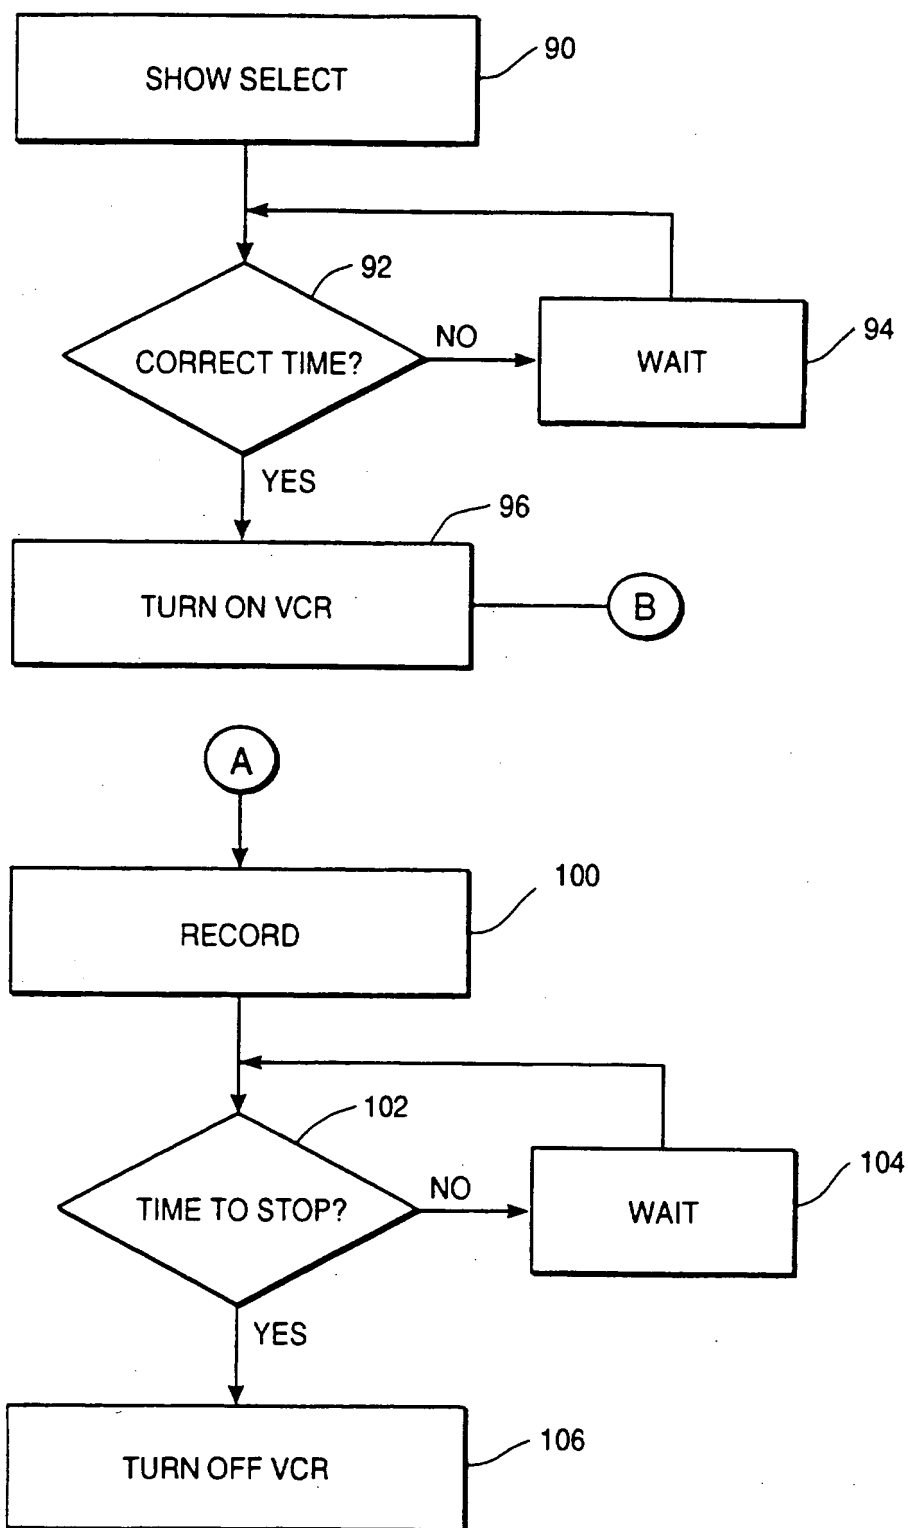 SHOW SELECT
90
92
CORRECT TIME?
NO
WAIT
94
YES
96
TURN ON VCR
B
A
RECORD
100
102
TIME TO STOP?
NO
WAIT
104
YES
TURN OFF VCR
106